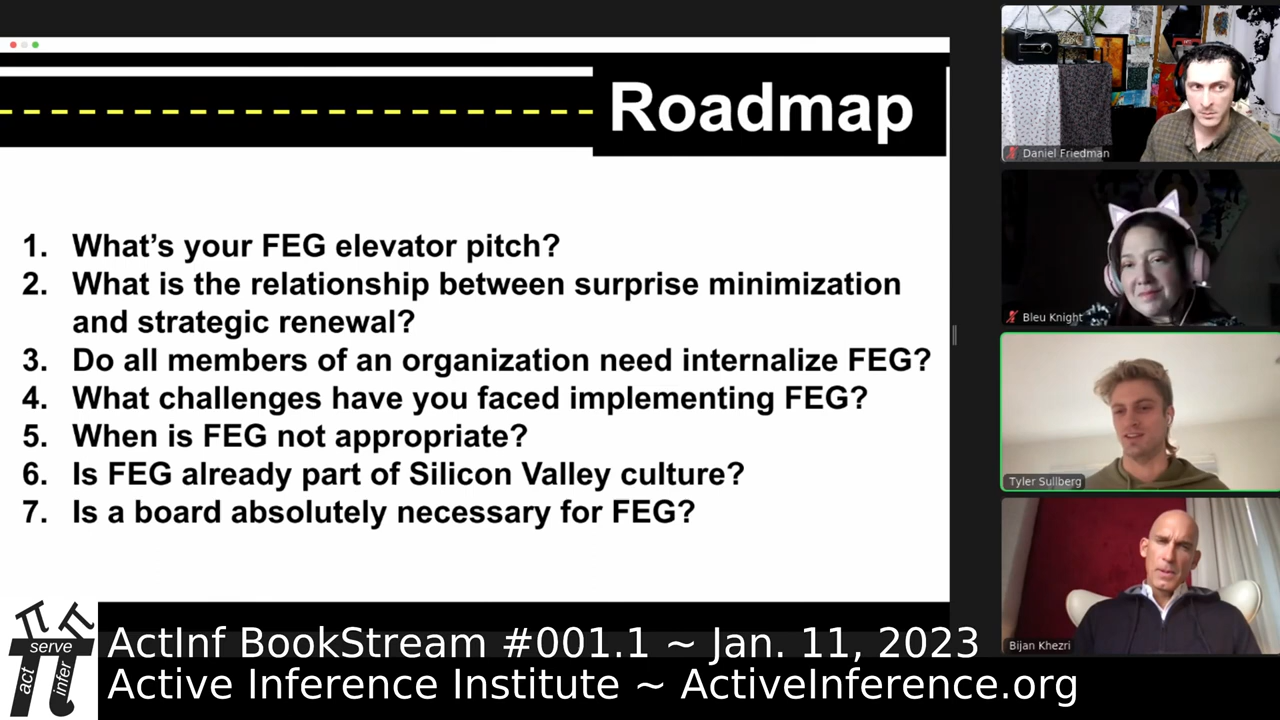 Roadmap
1. What's your FEG elevator pitch?
2. What is the relationship between surprise minimization
and strategic renewal?
3. Do all members of an organization need internalize FEG?
4. What challenges have you faced implementing FEG?
5. When is FEG not appropriate?
6. Is FEG already part of Silicon Valley culture?
7. Is a board absolutely necessary for FEG?
Daniel Friedman
Bleu Knight
Tyler Sullberg
Bijan Khezri
serve
act
infer
ActInf BookStream #001.1 ~ Jan. 11, 2023
Active Inference Institute ~ ActiveInference.org